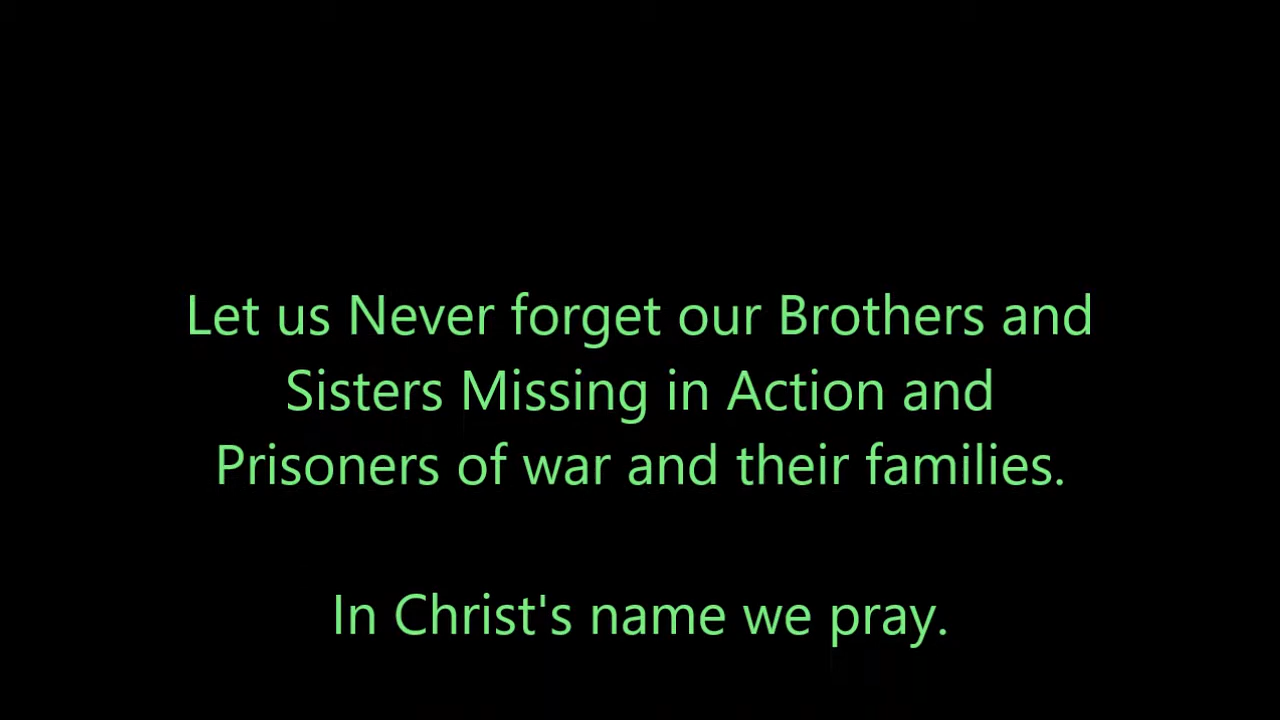 Let us Never forget our Brothers and
Sisters Missing in Action and
Prisoners of war and their families.
In Christ's name we pray.